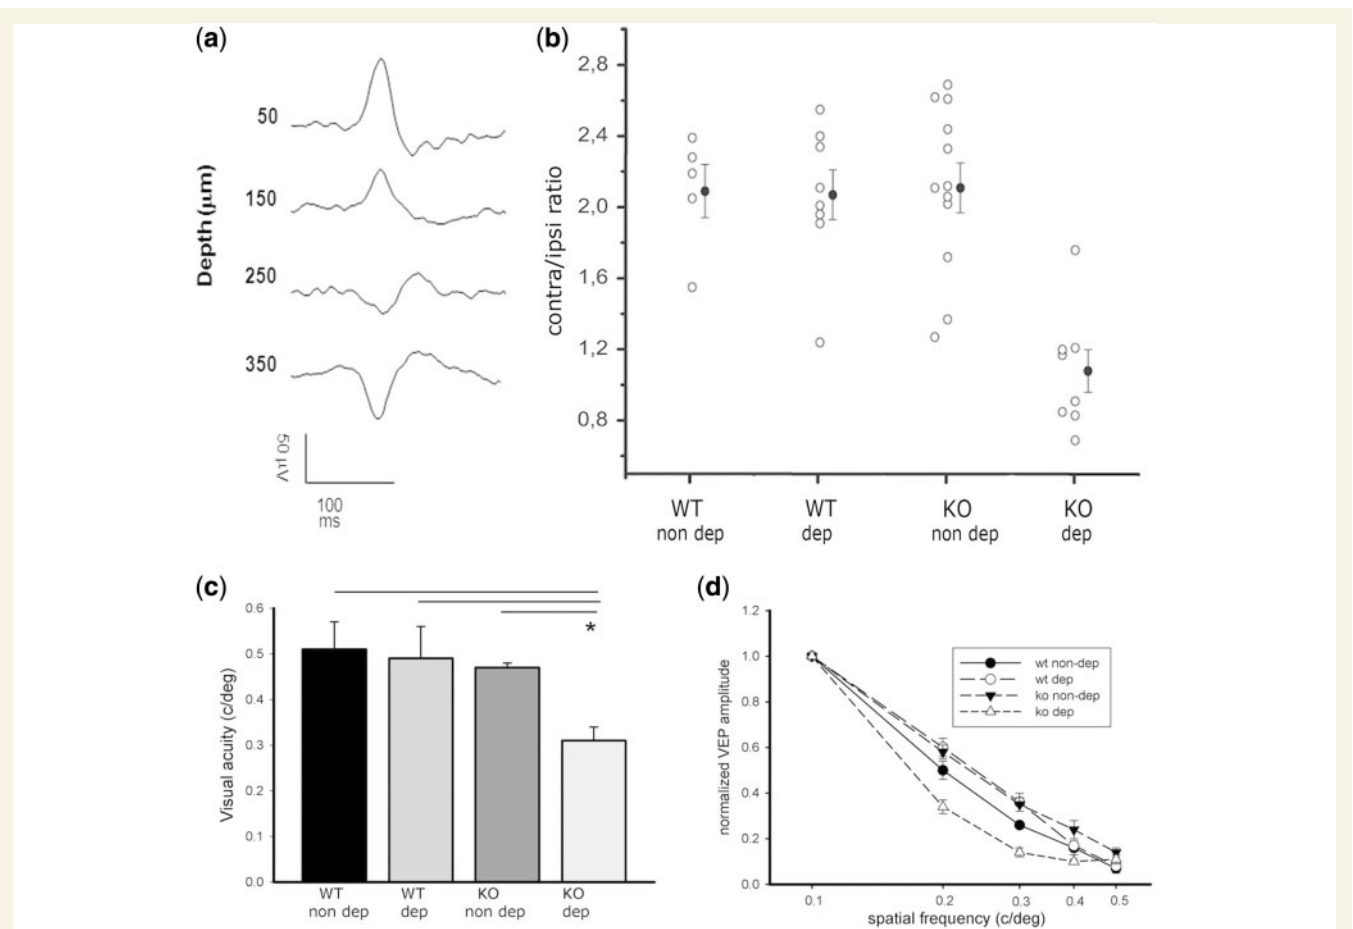 (a)
Depth (µm)
50
150
250
350
50 µV
100
ms
(b)
contra/ipsi ratio
2,8
2,4
2,0
1,6
1,2
0,8
WT
non dep
WT
dep
KO
non dep
KO
dep
(c)
Visual acuity (c/deg)
0.6
0.5
0.4
0.3
0.2
0.1
0.0
*
WT
non dep
WT
dep
KO
non dep
KO
dep
(d)
normalized VEP amplitude
1.2
1.0
0.8
0.6
0.4
0.2
0.0
wt non-dep
wt dep
ko non-dep
ko dep
0.1 0.2 0.3 0.4 0.5
spatial frequency (c/deg)